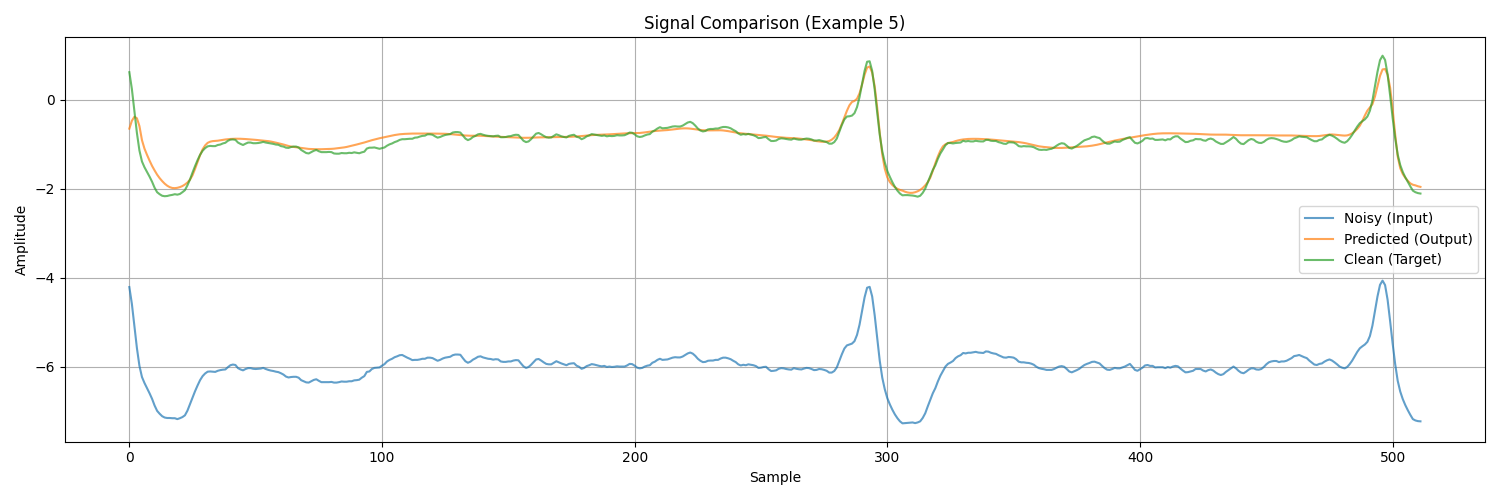 Signal Comparison (Example 5)
Amplitude
0
−2
−4
−6
Noisy (Input)
Predicted (Output)
Clean (Target)
0 100 200 300 400 500
Sample